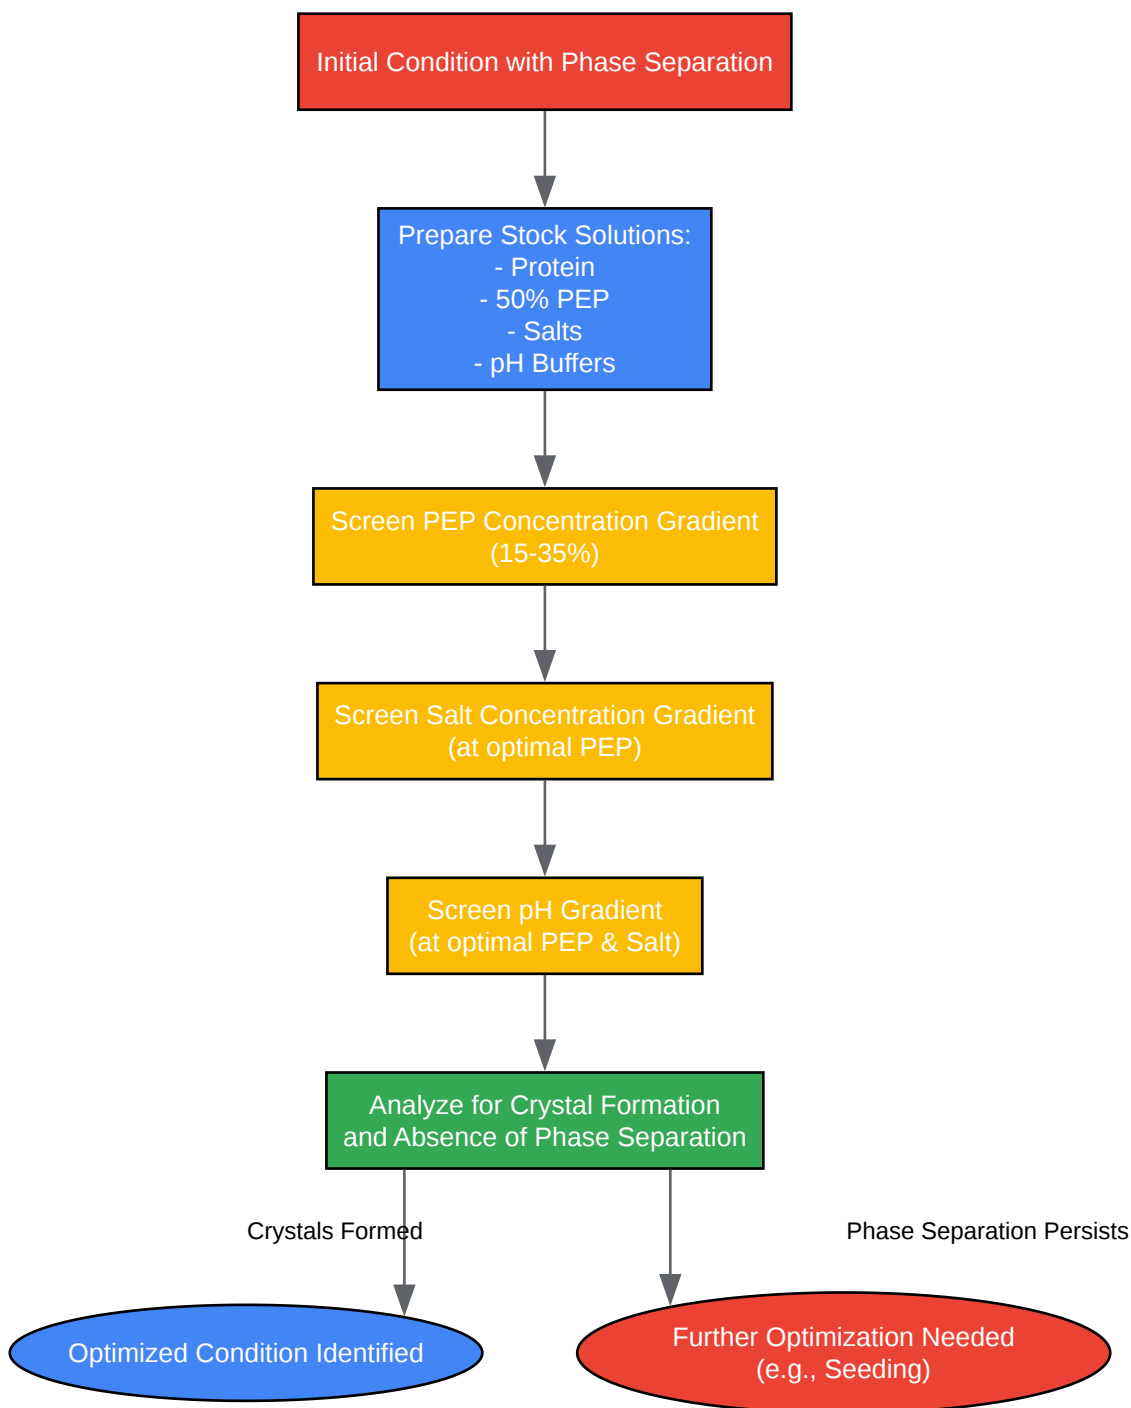 Initial Condition with Phase Separation
Prepare Stock Solutions:
- Protein
- 50% PEP
- Salts
- pH Buffers
Screen PEP Concentration Gradient
(15-35%)
Screen Salt Concentration Gradient
(at optimal PEP)
Screen pH Gradient
(at optimal PEP & Salt)
Analyze for Crystal Formation
and Absence of Phase Separation
Crystals Formed
Phase Separation Persists
Optimized Condition Identified
Further Optimization Needed
(e.g., Seeding)